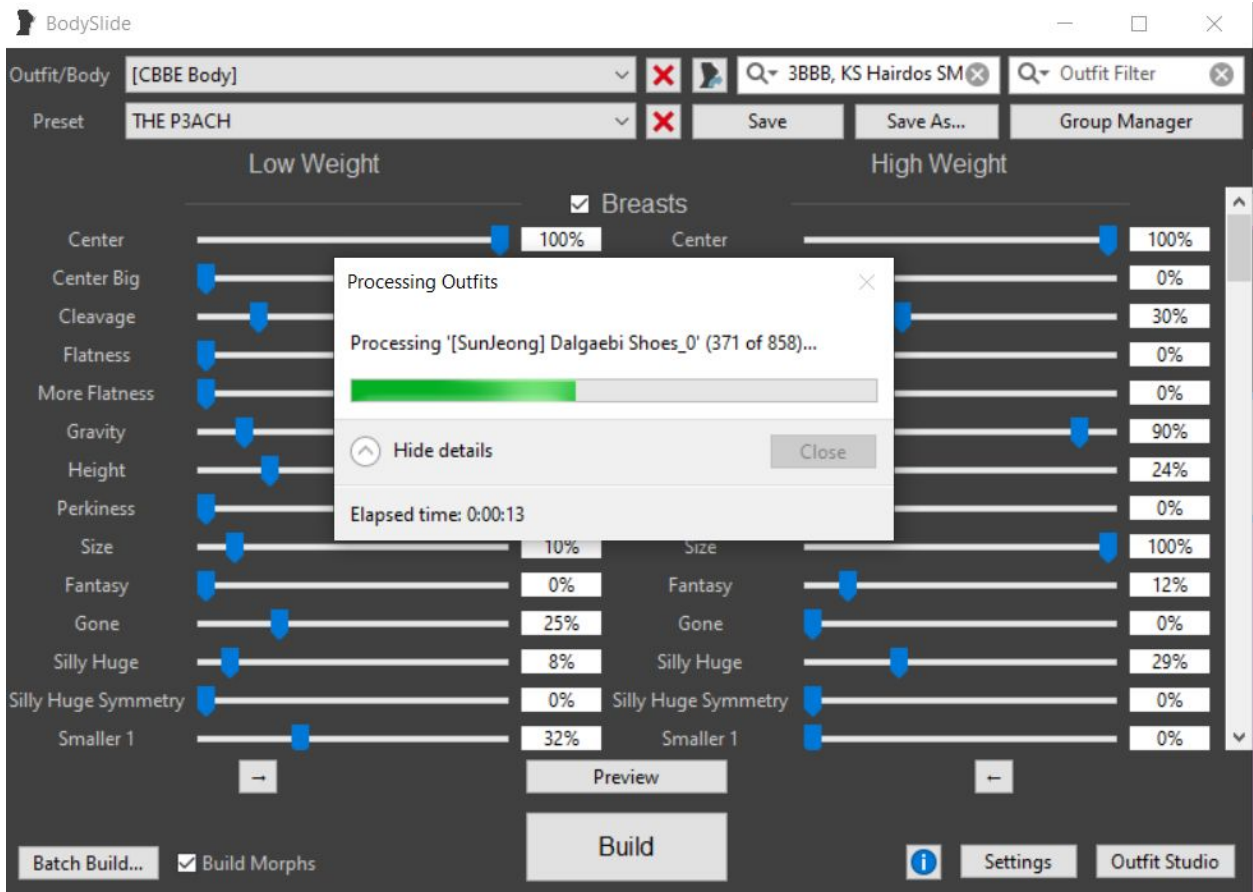 BodySlide
Outfit/Body [CBBE Body] 3BBB, KS Hairdos SM Outfit Filter
Preset THE P3ACH Save Save As... Group Manager
Low Weight High Weight
Breasts
Center 100% Center 100%
Center Big 0%
Cleavage 30%
Flatness 0%
More Flatness 0%
Gravity 90%
Height 24%
Perkiness 0%
Processing Outfits
Processing '[SunJeong] Dalgaebi Shoes_0' (371 of 858)...
Hide details Close
Elapsed time: 0:00:13
Size 10% Size 100%
Fantasy 0% Fantasy 12%
Gone 25% Gone 0%
Silly Huge 8% Silly Huge 29%
Silly Huge Symmetry 0% Silly Huge Symmetry 0%
Smaller 1 32% Smaller 1 0%
→ Preview ←
Build
Batch Build... Build Morphs Settings Outfit Studio